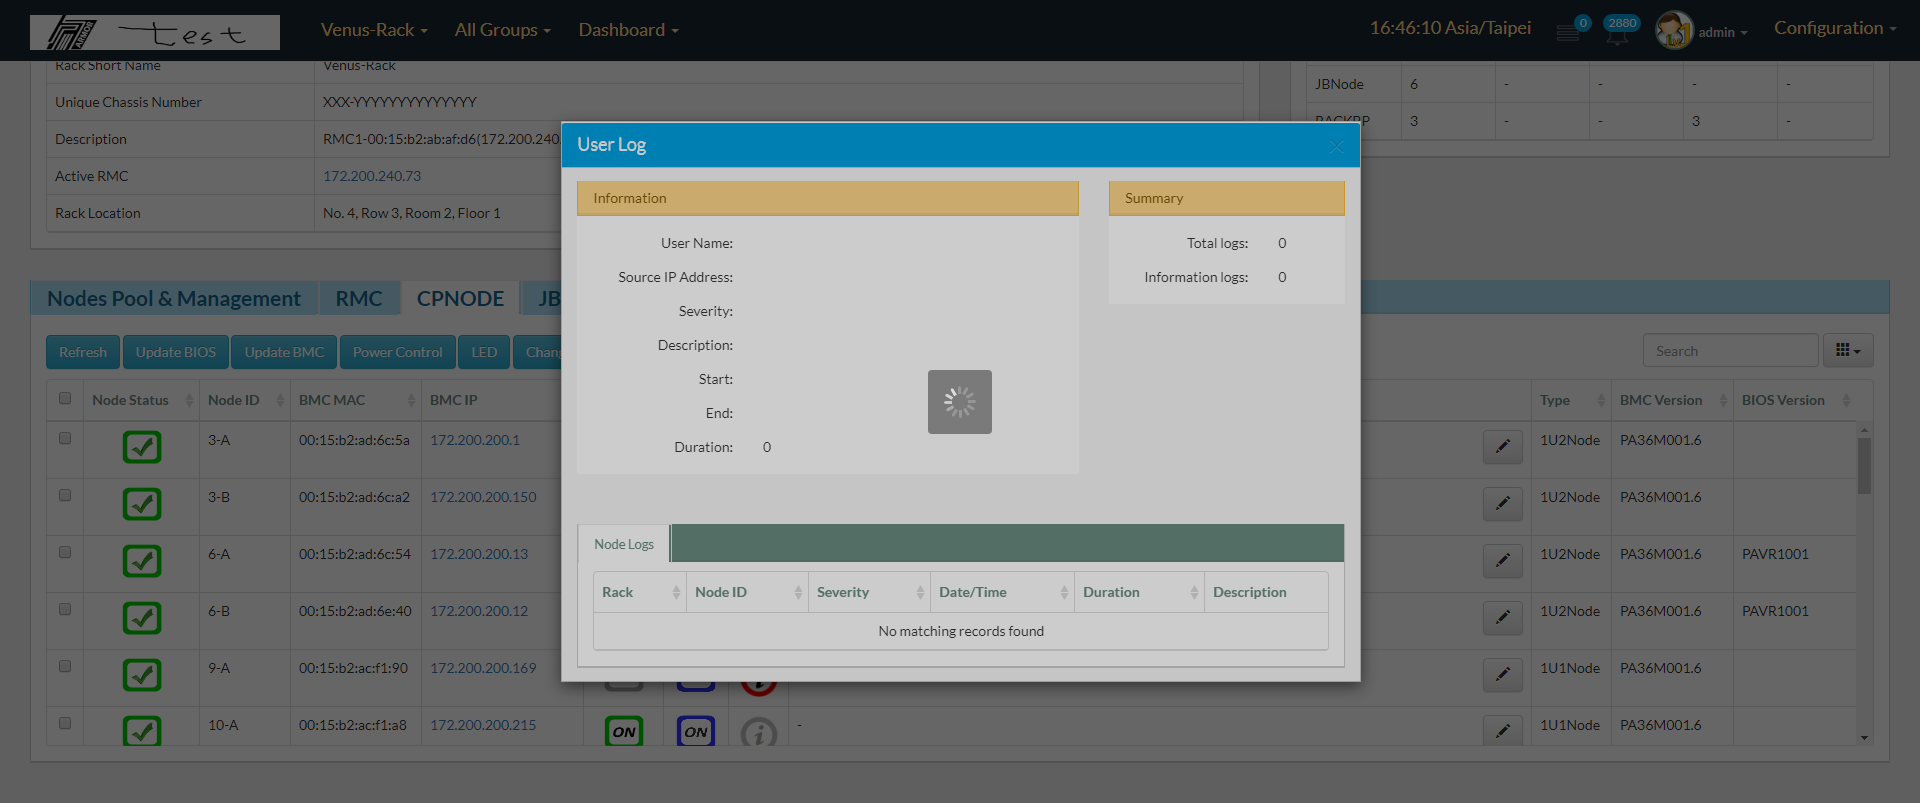 ARMOR test Venus-Rack All Groups Dashboard 16:46:10 Asia/Taipei 0 2880 admin Configuration
Rack Short Name Venus-Rack
Unique Chassis Number XXX-YYYYYYYYYYYYYY
Description RMC1-00:15:b2:ab:af:d6(172.200.240.
Active RMC 172.200.240.73
Rack Location No. 4, Row 3, Room 2, Floor 1
JBNode 6 - - - -
BACKBP 3 - - 3 -
User Log
Information
User Name:
Source IP Address:
Severity:
Description:
Start:
End:
Duration: 0
Summary
Total logs: 0
Information logs: 0
Node Logs
Rack Node ID Severity Date/Time Duration Description
No matching records found
Nodes Pool & Management RMC CPNODE JB
Refresh Update BIOS Update BMC Power Control LED Chang Search
Node Status Node ID BMC MAC BMC IP Type BMC Version BIOS Version
3-A 00:15:b2:ad:6c:5a 172.200.200.1 1U2Node PA36M001.6
3-B 00:15:b2:ad:6c:a2 172.200.200.150 1U2Node PA36M001.6
6-A 00:15:b2:ad:6c:54 172.200.200.13 1U2Node PA36M001.6 PAVR1001
6-B 00:15:b2:ad:6e:40 172.200.200.12 1U2Node PA36M001.6 PAVR1001
9-A 00:15:b2:ac:f1:90 172.200.200.169 1U1Node PA36M001.6
10-A 00:15:b2:ac:f1:a8 172.200.200.215 ON ON i - 1U1Node PA36M001.6